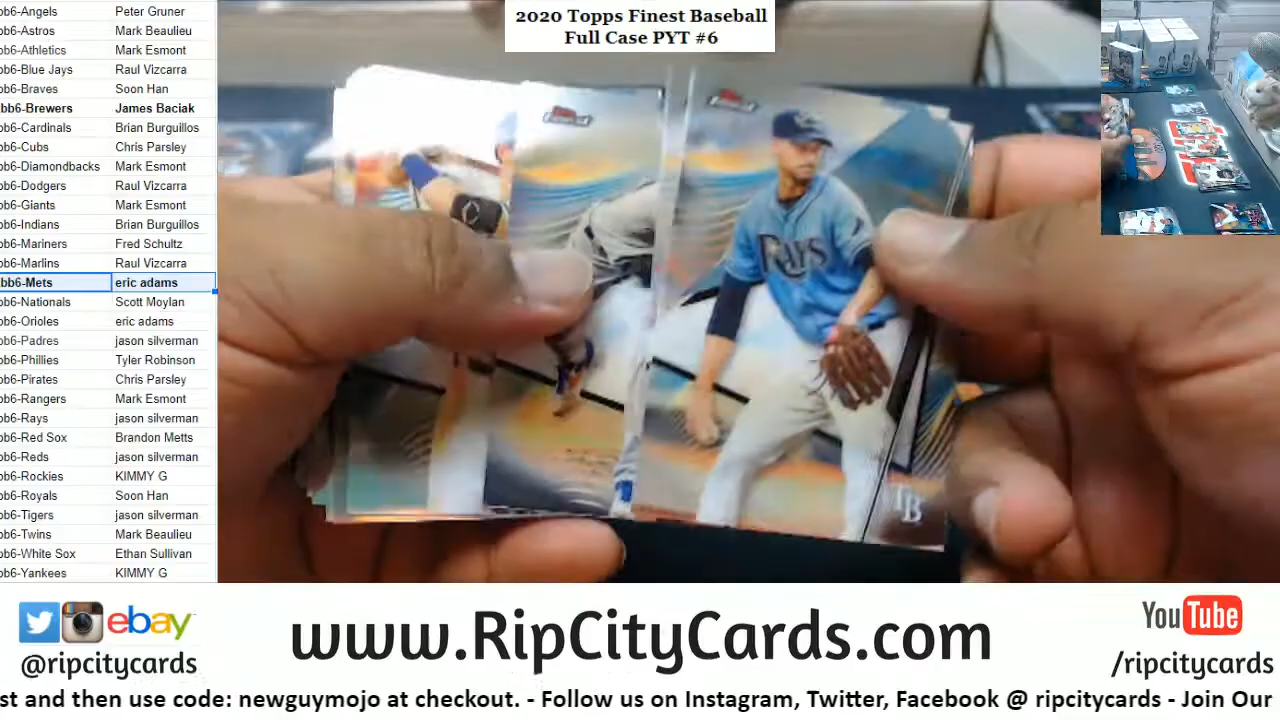 2020 Topps Finest Baseball
Full Case PYT #6
bb6-Angels Peter Gruner
bb6-Astros Mark Beaulieu
bb6-Athletics Mark Esmont
bb6-Blue Jays Raul Vizcarra
bb6-Braves Soon Han
bb6-Brewers James Baciak
bb6-Cardinals Brian Burguillos
bb6-Cubs Chris Parsley
bb6-Diamondbacks Mark Esmont
bb6-Dodgers Raul Vizcarra
bb6-Giants Mark Esmont
bb6-Indians Brian Burguillos
bb6-Mariners Fred Schultz
bb6-Marlins Raul Vizcarra
bb6-Mets eric adams
bb6-Nationals Scott Moylan
bb6-Orioles eric adams
bb6-Padres jason silverman
bb6-Phillies Tyler Robinson
bb6-Pirates Chris Parsley
bb6-Rangers Mark Esmont
bb6-Rays jason silverman
bb6-Red Sox Brandon Metts
bb6-Reds jason silverman
bb6-Rockies KIMMY G
bb6-Royals Soon Han
bb6-Tigers jason silverman
bb6-Twins Mark Beaulieu
bb6-White Sox Ethan Sullivan
bb6-Yankees KIMMY G
RAYS
TB
ebay
@ripcitycards
www.RipCityCards.com
YouTube
/ripcitycards
st and then use code: newguymojo at checkout. - Follow us on Instagram, Twitter, Facebook @ ripcitycards - Join Our